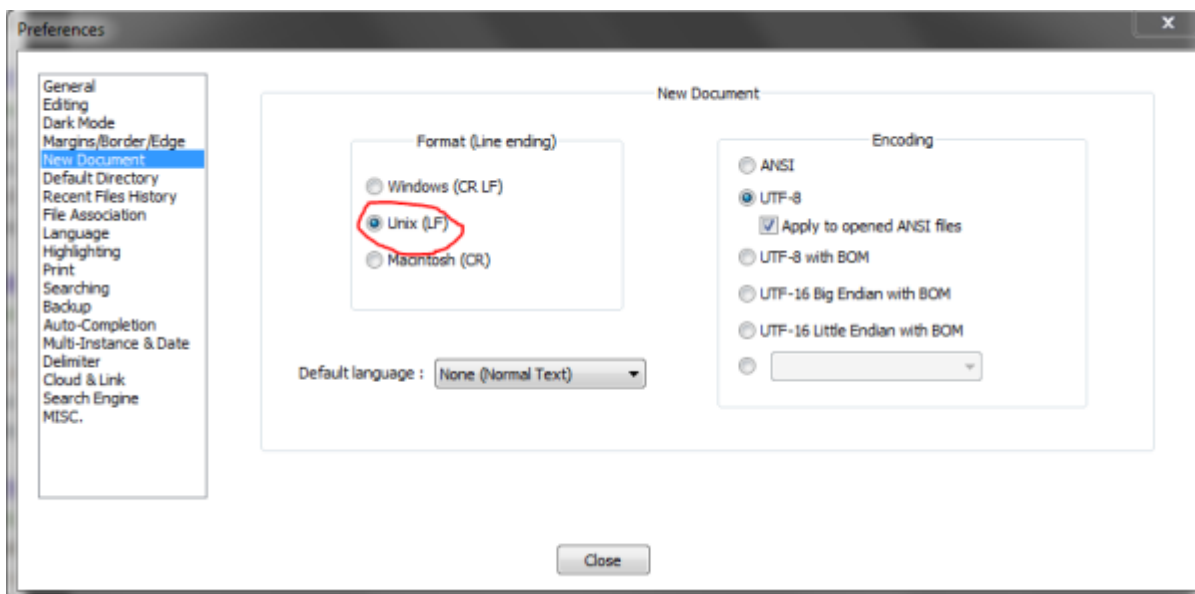 Preferences
x
General
Editing
Dark Mode
Margins/Border/Edge
New Document
Default Directory
Recent Files History
File Association
Language
Highlighting
Print
Searching
Backup
Auto-Completion
Multi-Instance & Date
Delimiter
Cloud & Link
Search Engine
MISC.
New Document
Format (Line ending)
Windows (CR LF)
Unix (LF)
Macintosh (CR)
Default language : None (Normal Text)
Encoding
ANSI
UTF-8
Apply to opened ANSI files
UTF-8 with BOM
UTF-16 Big Endian with BOM
UTF-16 Little Endian with BOM
Close